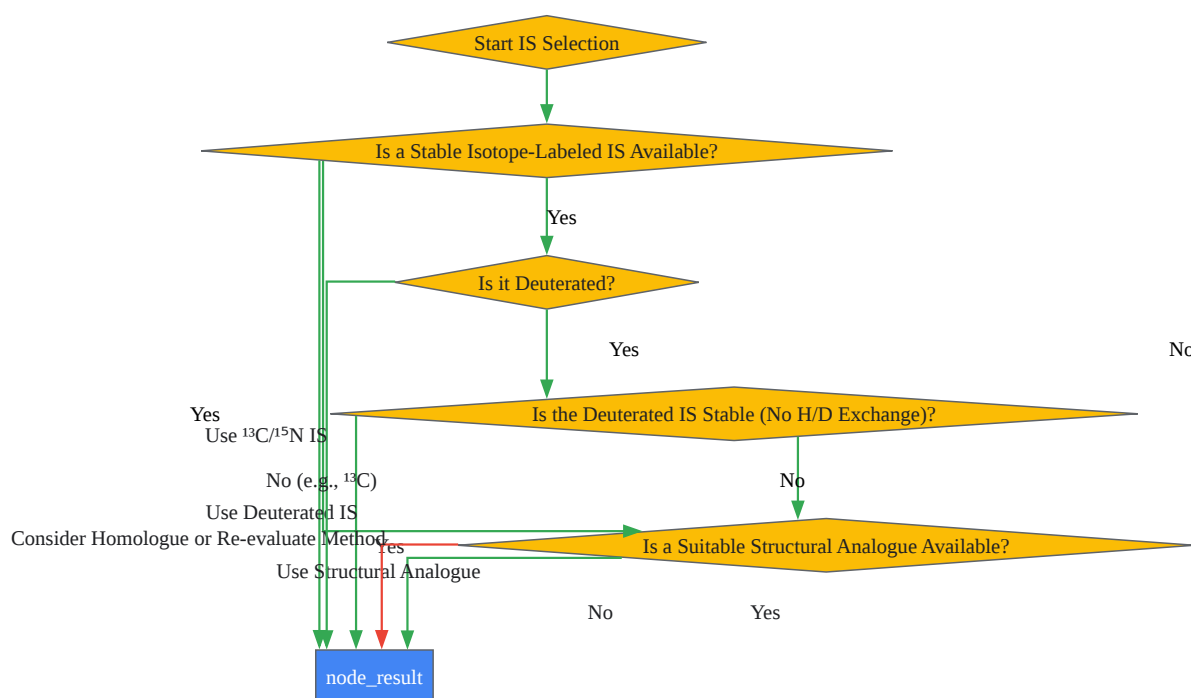 Start IS Selection
Is a Stable Isotope-Labeled IS Available?
Yes
Is it Deuterated?
Yes
No
Is the Deuterated IS Stable (No H/D Exchange)?
Yes
Use ¹³C/¹⁵N IS
No (e.g., ¹³C)
No
Use Deuterated IS
Consider Homologue or Re-evaluate Method
Yes
Is a Suitable Structural Analogue Available?
Use Structural Analogue
No
Yes
node_result